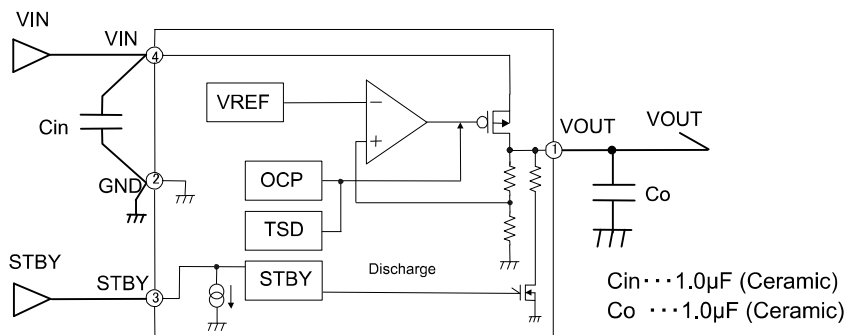 VIN
VIN
4
VREF
−
+
VOUT
1
VOUT
Cin
GND
2
OCP
Co
TSD
STBY
STBY
3
STBY
Discharge
Cin・・・1.0µF (Ceramic)
Co ・・・1.0µF (Ceramic)